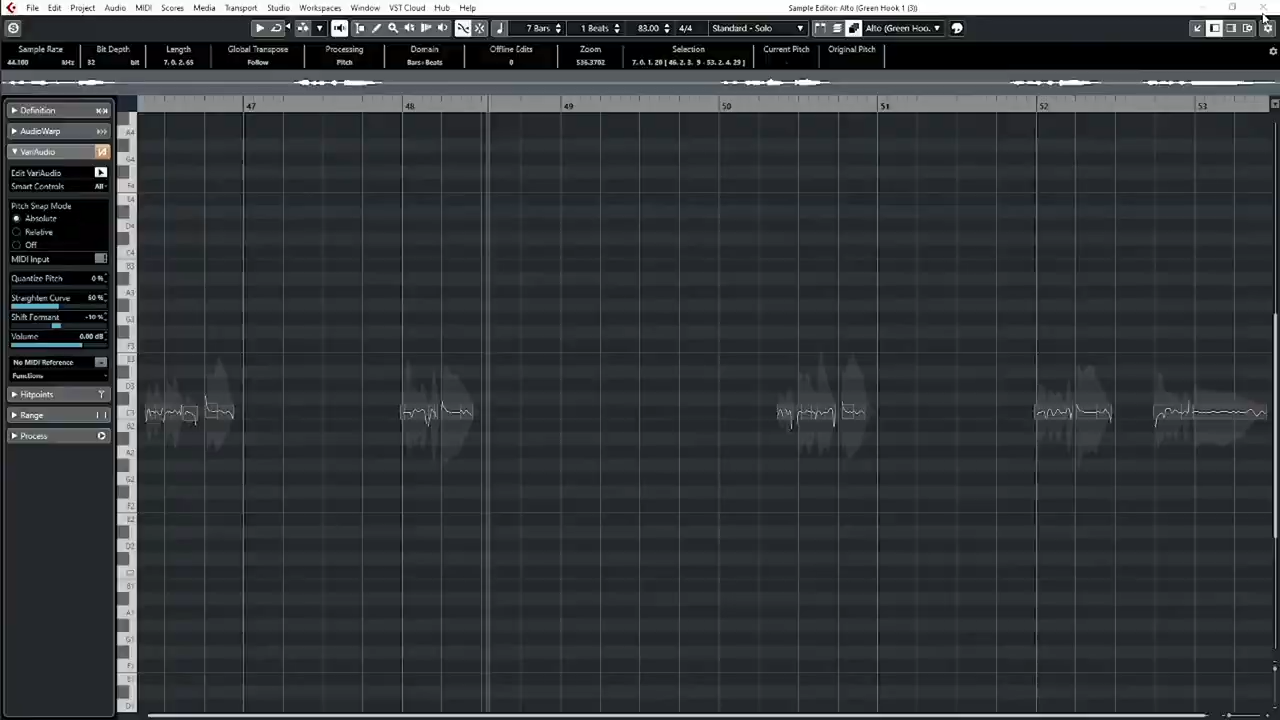 File Edit Project Audio MIDI Scores Media Transport Studio Workspaces Window VST Cloud Hub Help
Sample Editor: Alto (Green Hook 1 (3))
7 Bars 1 Beats 83.00 4/4 Standard - Solo Alto (Green Hoo.
Sample Rate Bit Depth Length Global Transpose Processing Domain Offline Edits Zoom Selection Current Pitch Original Pitch
44.100 kHz 32 bit 7. 0. 2. 65 Follow Pitch Bars+Beats 0 536.3702 7. 0. 1. 20 | 46. 2. 3. 9 - 53. 2. 4. 29 | -
47 48 49 50 51 52 53
Definition
AudioWarp
VariAudio
Edit VariAudio
Smart Controls All
Pitch Snap Mode
Absolute
Relative
Off
MIDI Input
Quantize Pitch 0 %
Straighten Curve 60 %
Shift Formant -10 %
Volume 0.00 dB
No MIDI Reference
Functions
Hitpoints
Range
Process